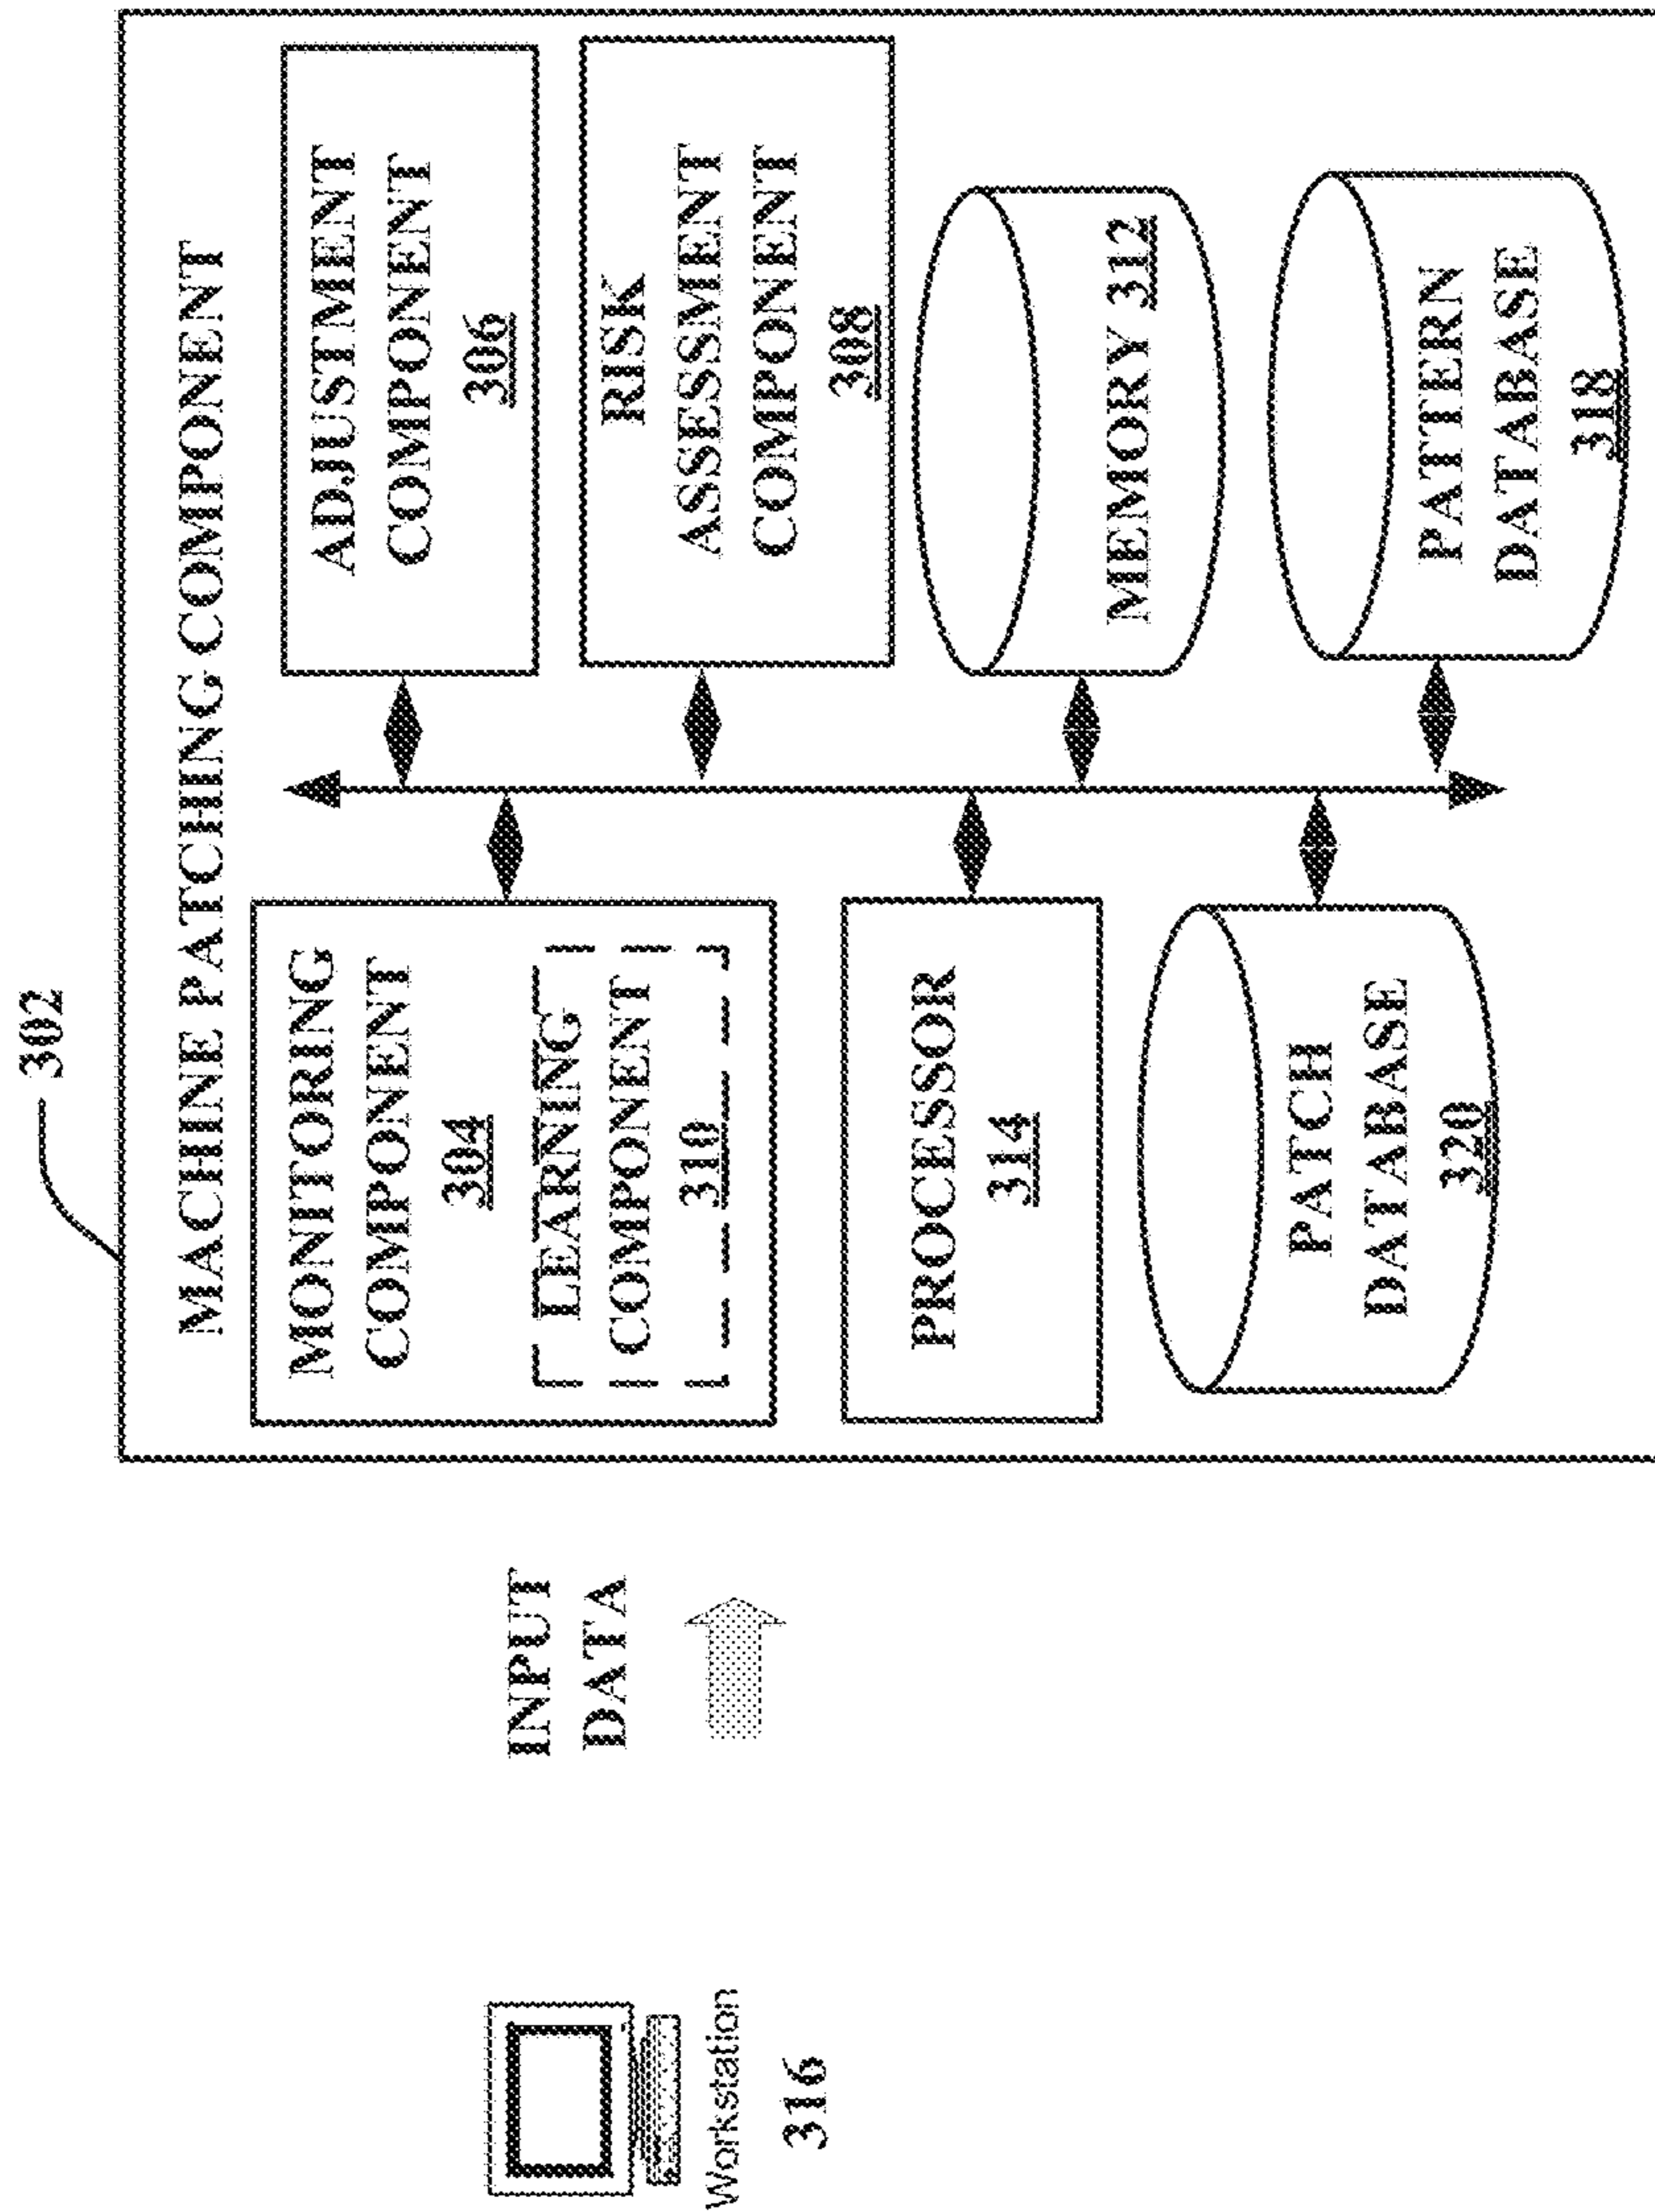 302
MACHINE PATCHING COMPONENT
MONITORING
COMPONENT
304
LEARNING
COMPONENT
310
ADJUSTMENT
COMPONENT
306
RISK
ASSESSMENT
COMPONENT
308
PROCESSOR
314
MEMORY 312
PATCH
DATABASE
320
PATTERN
DATABASE
318
INPUT
DATA
Workstation
316